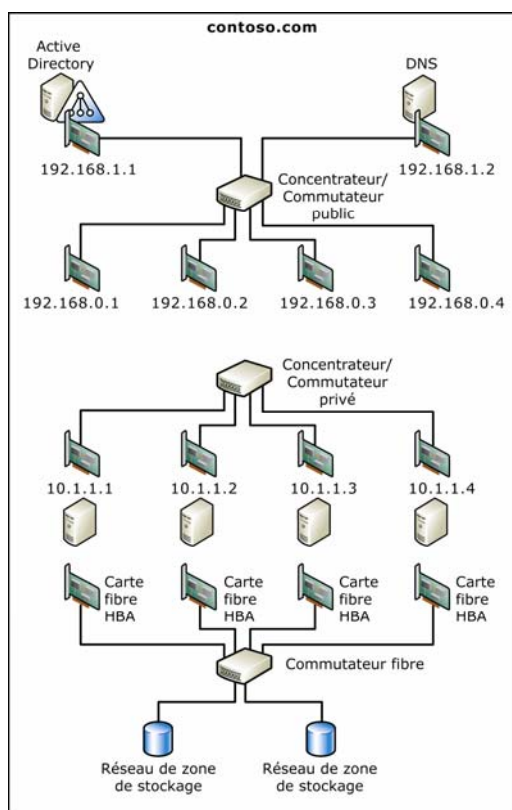 contoso.com
Active
Directory
DNS
192.168.1.1
192.168.1.2
Concentrateur/
Commutateur
public
192.168.0.1
192.168.0.2
192.168.0.3
192.168.0.4
Concentrateur/
Commutateur
privé
10.1.1.1
10.1.1.2
10.1.1.3
10.1.1.4
Carte
fibre
HBA
Carte
fibre
HBA
Carte
fibre
HBA
Carte
fibre
HBA
Commutateur fibre
Réseau de zone
de stockage
Réseau de zone
de stockage